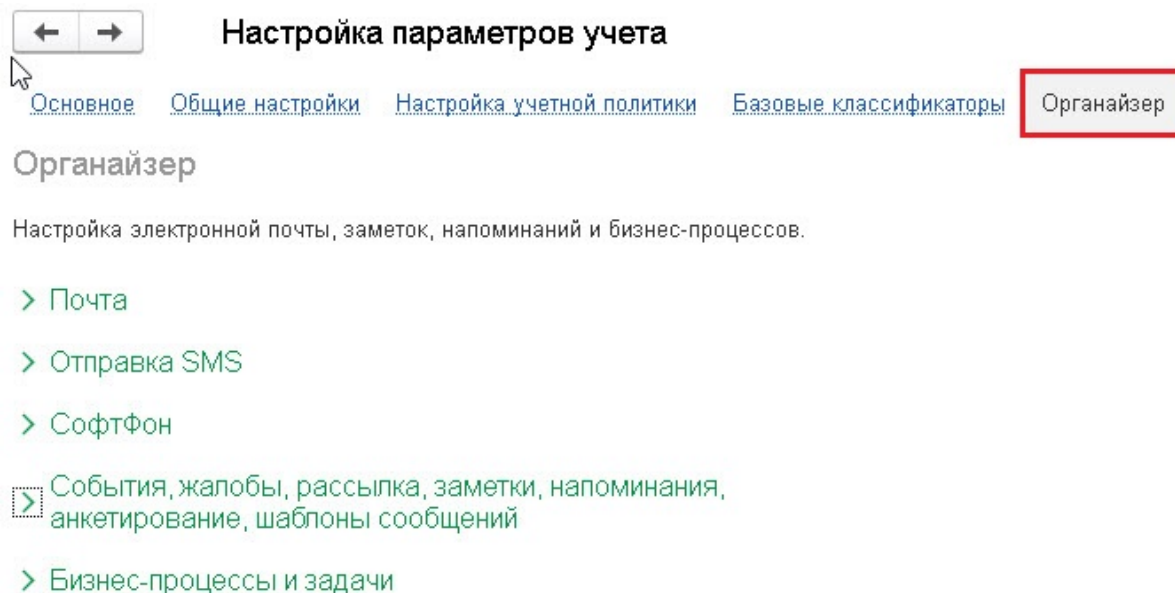 Настройка параметров учета
Основное Общие настройки Настройка учетной политики Базовые классификаторы Органайзер
Органайзер
Настройка электронной почты, заметок, напоминаний и бизнес-процессов.
Почта
Отправка SMS
СофтФон
События, жалобы, рассылка, заметки, напоминания,
анкетирование, шаблоны сообщений
Бизнес-процессы и задачи